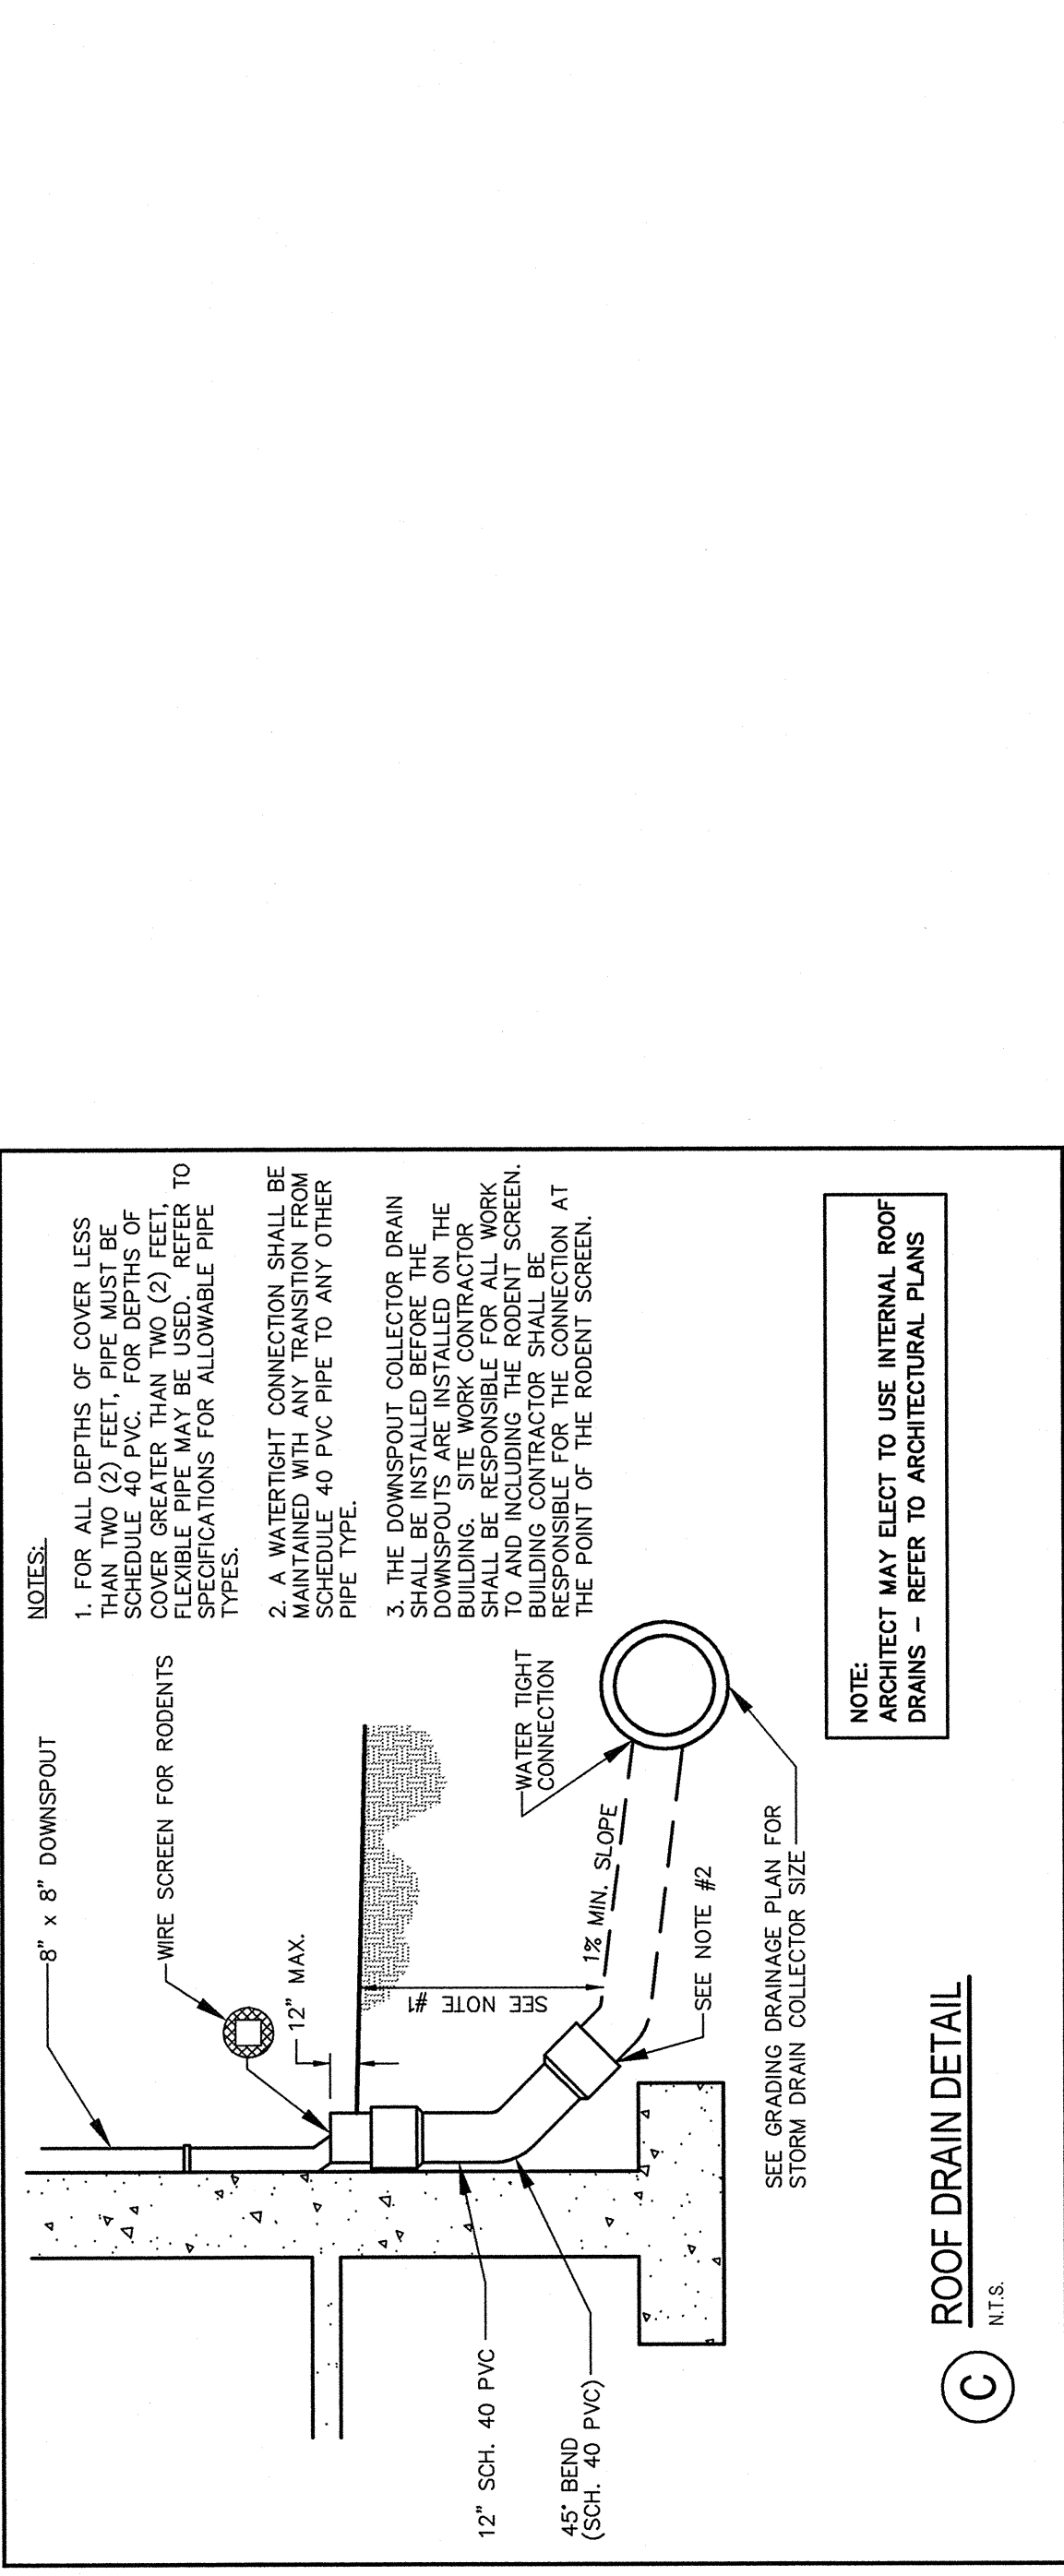 8" x 8" DOWNSPOUT
WIRE SCREEN FOR RODENTS
12" MAX.
SEE NOTE #1
12" SCH. 40 PVC
45° BEND
(SCH. 40 PVC)
WATER TIGHT
CONNECTION
1% MIN. SLOPE
SEE NOTE #2
SEE GRADING DRAINAGE PLAN FOR
STORM DRAIN COLLECTOR SIZE
NOTES:
1. FOR ALL DEPTHS OF COVER LESS
THAN TWO (2) FEET, PIPE MUST BE
SCHEDULE 40 PVC. FOR DEPTHS OF
COVER GREATER THAN TWO (2) FEET,
FLEXIBLE PIPE MAY BE USED. REFER TO
SPECIFICATIONS FOR ALLOWABLE PIPE
TYPES.
2. A WATERTIGHT CONNECTION SHALL BE
MAINTAINED WITH ANY TRANSITION FROM
SCHEDULE 40 PVC PIPE TO ANY OTHER
PIPE TYPE.
3. THE DOWNSPOUT COLLECTOR DRAIN
SHALL BE INSTALLED BEFORE THE
DOWNSPOUTS ARE INSTALLED ON THE
BUILDING. SITE WORK CONTRACTOR
SHALL BE RESPONSIBLE FOR ALL WORK
TO AND INCLUDING THE RODENT SCREEN.
BUILDING CONTRACTOR SHALL BE
RESPONSIBLE FOR THE CONNECTION AT
THE POINT OF THE RODENT SCREEN.
NOTE:
ARCHITECT MAY ELECT TO USE INTERNAL ROOF
DRAINS – REFER TO ARCHITECTURAL PLANS
C
ROOF DRAIN DETAIL
N.T.S.